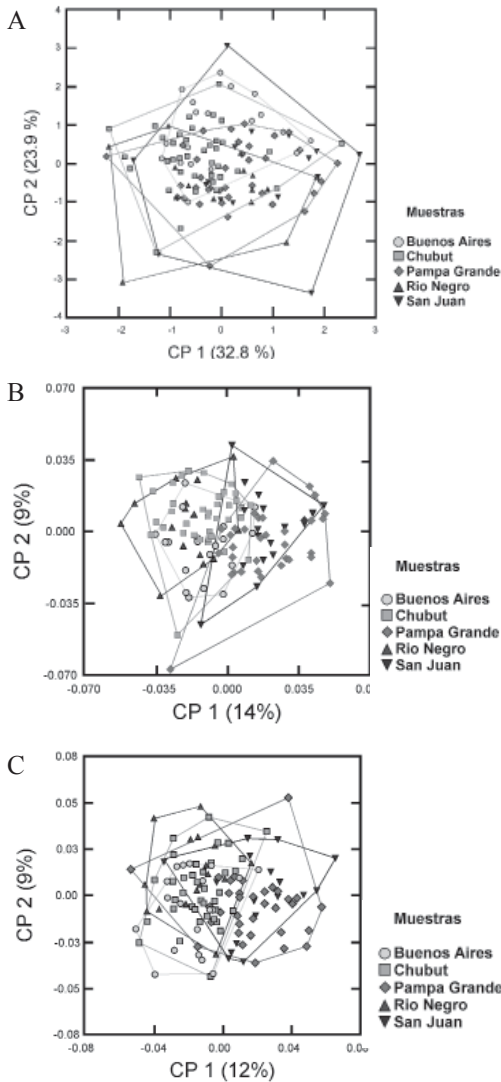 A
CP 2 (23.9 %)
4
3
2
1
0
-1
-2
-3
-4
-3
-2
-1
0
1
2
3
CP 1 (32.8 %)
Muestras
Buenos Aires
Chubut
Pampa Grande
Rio Negro
San Juan
B
CP 2 (9%)
0.070
0.035
0.000
-0.035
-0.070
-0.070
-0.035
0.000
0.035
CP 1 (14%)
Muestras
Buenos Aires
Chubut
Pampa Grande
Rio Negro
San Juan
C
CP 2 (9%)
0.08
0.05
0.03
0.00
-0.03
-0.05
-0.08
-0.08
-0.04
0.00
0.04
CP 1 (12%)
Muestras
Buenos Aires
Chubut
Pampa Grande
Rio Negro
San Juan